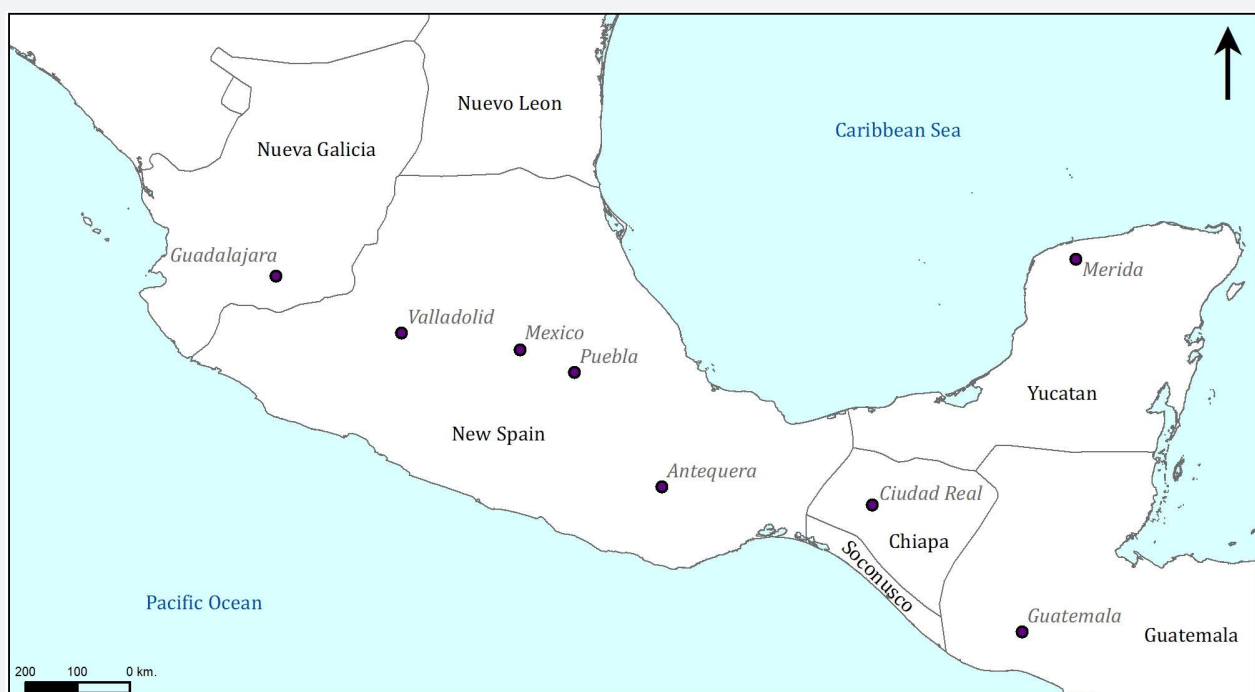 Nuevo Leon
Caribbean Sea
Nueva Galicia
Guadalajara
Merida
Valladolid
Mexico
Puebla
Yucatan
New Spain
Antequera
Ciudad Real
Chiapa
Soconusco
Pacific Ocean
Guatemala
Guatemala
200 100 0 km.